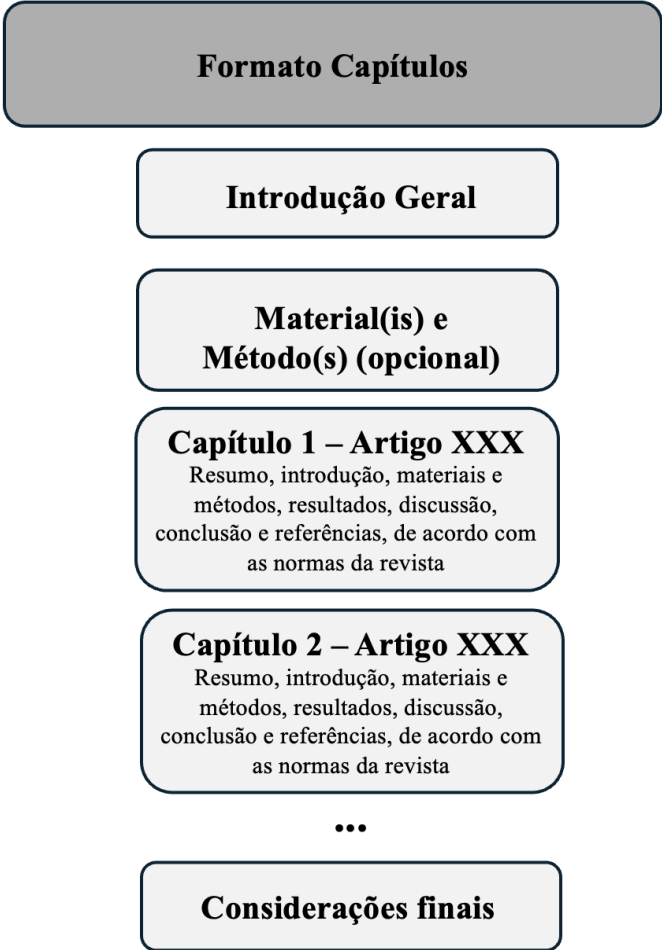 Formato Capítulos
Introdução Geral
Material(is) e
Método(s) (opcional)
Capítulo 1 – Artigo XXX
Resumo, introdução, materiais e
métodos, resultados, discussão,
conclusão e referências, de acordo com
as normas da revista
Capítulo 2 – Artigo XXX
Resumo, introdução, materiais e
métodos, resultados, discussão,
conclusão e referências, de acordo com
as normas da revista
...
Considerações finais